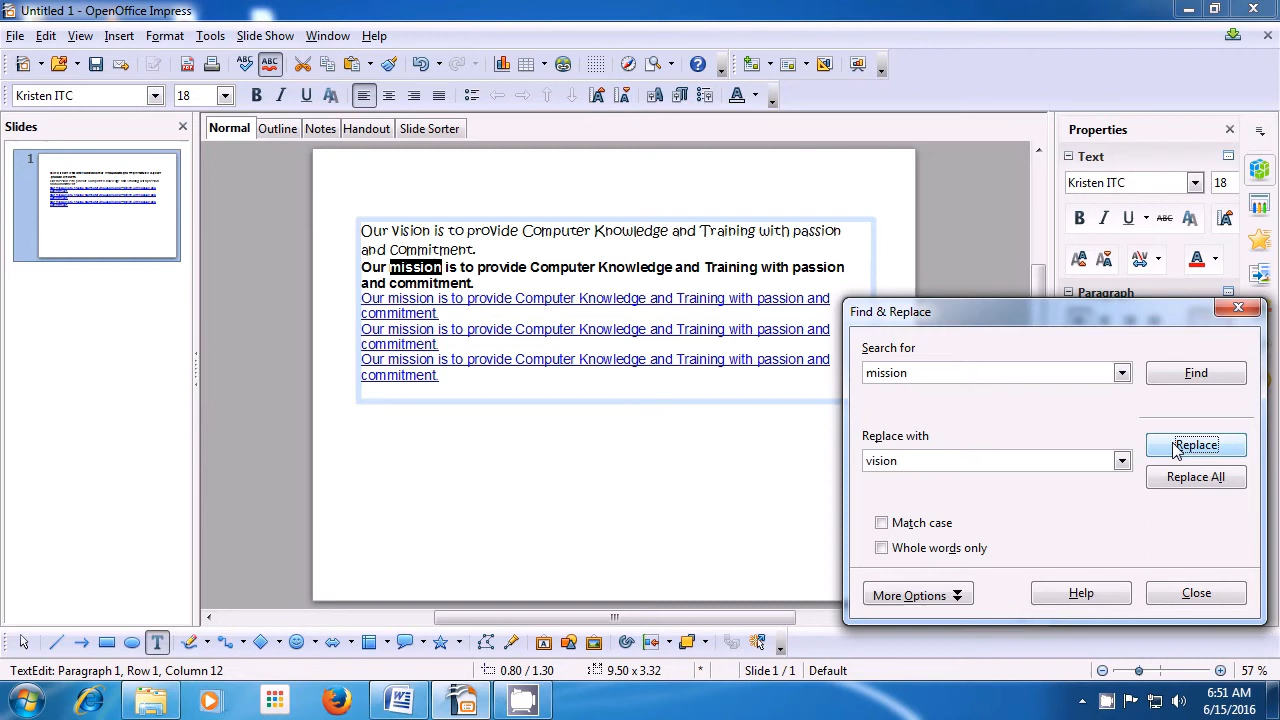 Untitled 1 - OpenOffice Impress
File Edit View Insert Format Tools Slide Show Window Help
Kristen ITC 18
Slides
Normal Outline Notes Handout Slide Sorter
Properties
Text
Kristen ITC 18
Paragraph
1
Our vision is to provide Computer Knowledge and Training with passion
and commitment.
Our mission is to provide Computer Knowledge and Training with passion
and commitment.
Our mission is to provide Computer Knowledge and Training with passion and
commitment.
Our mission is to provide Computer Knowledge and Training with passion and
commitment.
Our mission is to provide Computer Knowledge and Training with passion and
commitment.
Find & Replace
Search for
mission
Find
Replace with
vision
Replace
Replace All
Match case
Whole words only
More Options
Help
Close
TextEdit: Paragraph 1, Row 1, Column 12 0.80 / 1.30 9.50 x 3.32 * Slide 1 / 1 Default 57 %
6:51 AM
6/15/2016